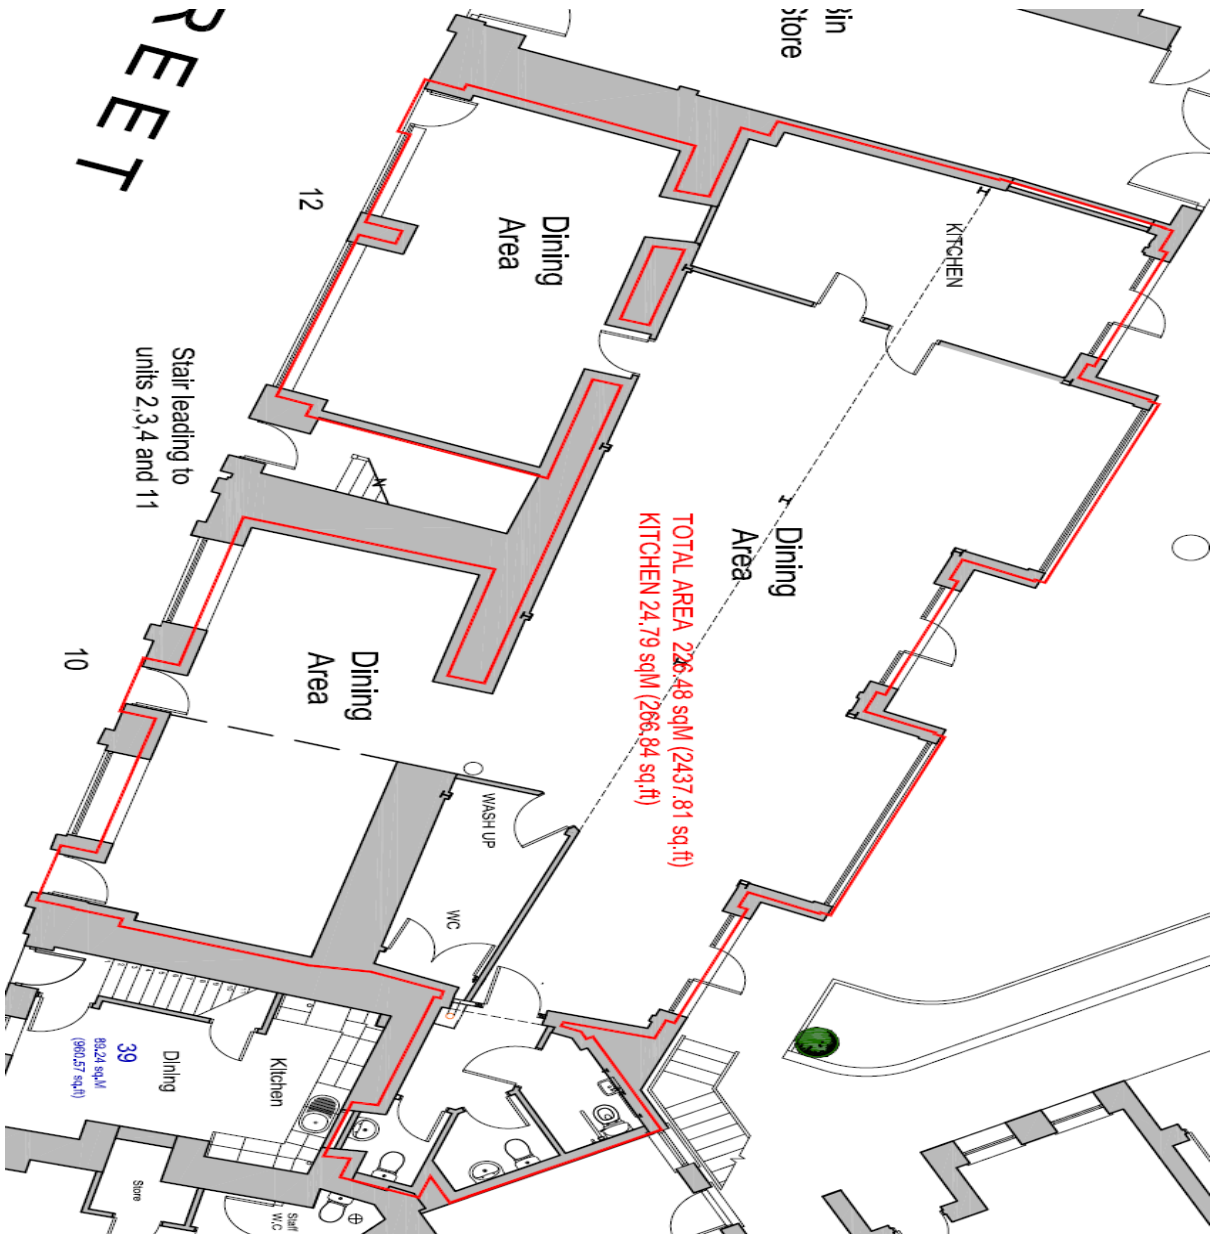 REET
Bin
Store
12
Dining
Area
KITCHEN
Stair leading to
units 2,3,4 and 11
N
Dining
Area
TOTAL AREA 226.48 sqM (2437.81 sq.ft)
KITCHEN 24.79 sqM (266.84 sq.ft)
10
Dining
Area
WASH UP
WC
39
89.24 sq.M
(960.57 sq.ft)
Dining
Kitchen
Store
Staff
W.C